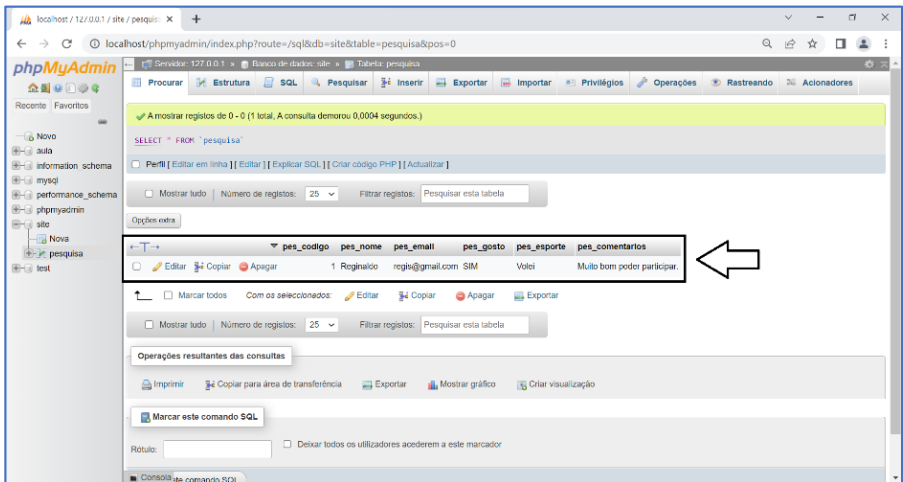 localhost / 127.0.0.1 / site / pesquis
localhost/phpmyadmin/index.php?route=/sql&db=site&table=pesquisa&pos=0
phpMyAdmin
Recente Favoritos
Novo
aula
information_schema
mysql
performance_schema
phpmyadmin
site
Nova
pesquisa
test
Servidor: 127.0.0.1 » Banco de dados: site » Tabela: pesquisa
Procurar Estrutura SQL Pesquisar Inserir Exportar Importar Privilégios Operações Rastreando Acionadores
A mostrar registos de 0 - 0 (1 total, A consulta demorou 0,0004 segundos.)
SELECT * FROM `pesquisa`
Perfil [ Editar em linha ] [ Editar ] [ Explicar SQL ] [ Criar código PHP ] [ Actualizar ]
Mostrar tudo | Número de registos: 25 Filtrar registos: Pesquisar esta tabela
Opções extra
←T→ pes_codigo pes_nome pes_email pes_gosto pes_esporte pes_comentarios
Editar Copiar Apagar 1 Reginaldo regis@gmail.com SIM Volei Muito bom poder participar.
Marcar todos Com os seleccionados: Editar Copiar Apagar Exportar
Mostrar tudo | Número de registos: 25 Filtrar registos: Pesquisar esta tabela
Operações resultantes das consultas
Imprimir Copiar para área de transferência Exportar Mostrar gráfico Criar visualização
Marcar este comando SQL
Rótulo: Deixar todos os utilizadores acederem a este marcador
Consola ste comando SQL